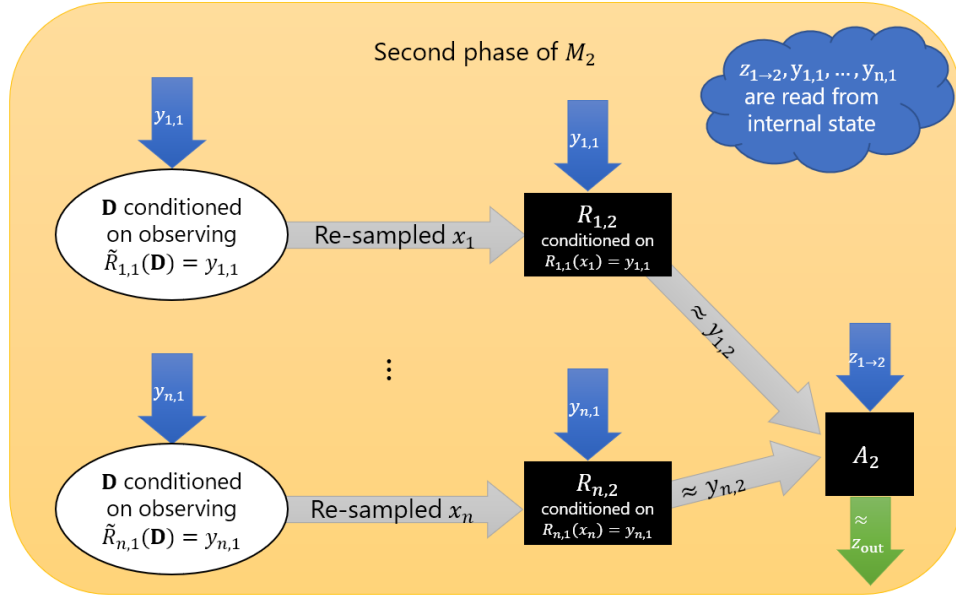 Second phase of M₂
z₁→₂, y₁,₁, … , yₙ,₁
are read from
internal state
y₁,₁
y₁,₁
𝐃 conditioned
on observing
R̃₁,₁(𝐃) = y₁,₁
Re-sampled x₁
R₁,₂
conditioned on
R₁,₁(x₁) = y₁,₁
≈ y₁,₂
⋮
yₙ,₁
yₙ,₁
z₁→₂
𝐃 conditioned
on observing
R̃ₙ,₁(𝐃) = yₙ,₁
Re-sampled xₙ
Rₙ,₂
conditioned on
Rₙ,₁(xₙ) = yₙ,₁
≈ yₙ,₂
A₂
≈
z_out